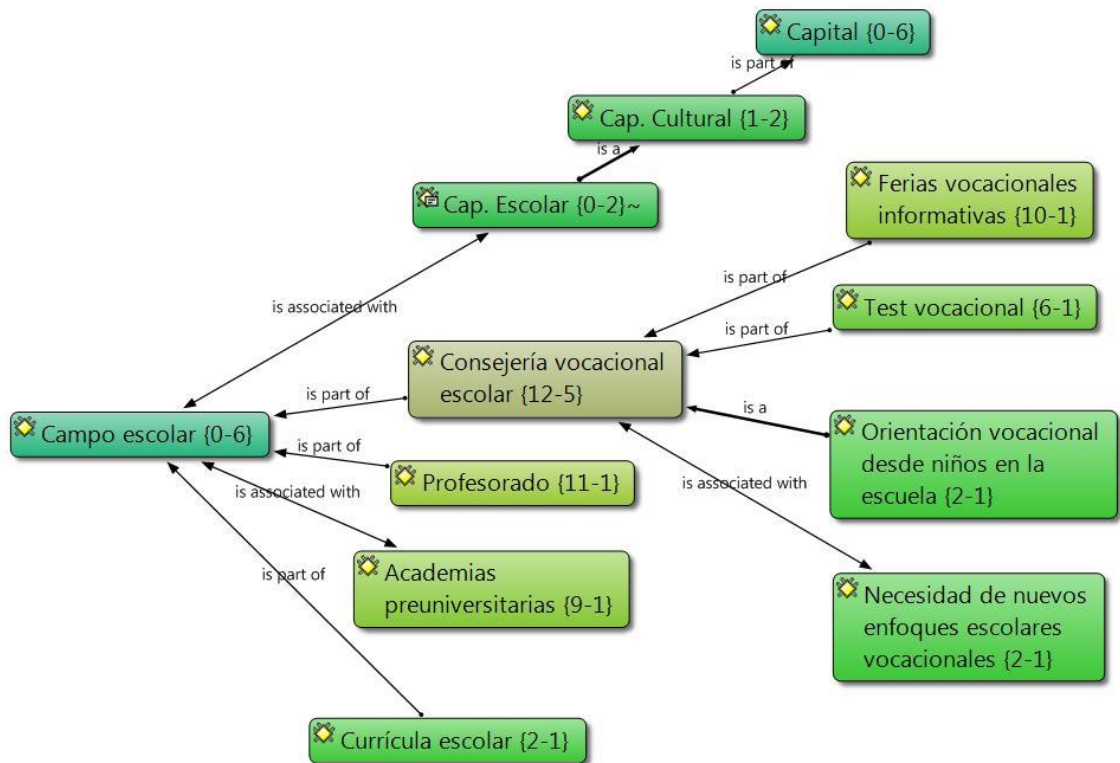 Capital {0-6}
is part of
Cap. Cultural {1-2}
is a
Cap. Escolar {0-2}~
Ferias vocacionales
informativas {10-1}
is part of
is associated with
Test vocacional {6-1}
is part of
Consejería vocacional
escolar {12-5}
is part of
is a
Campo escolar {0-6}
Orientación vocacional
desde niños en la
escuela {2-1}
is part of
Profesorado {11-1}
is associated with
is associated with
Academias
preuniversitarias {9-1}
is part of
Necesidad de nuevos
enfoques escolares
vocacionales {2-1}
Currícula escolar {2-1}